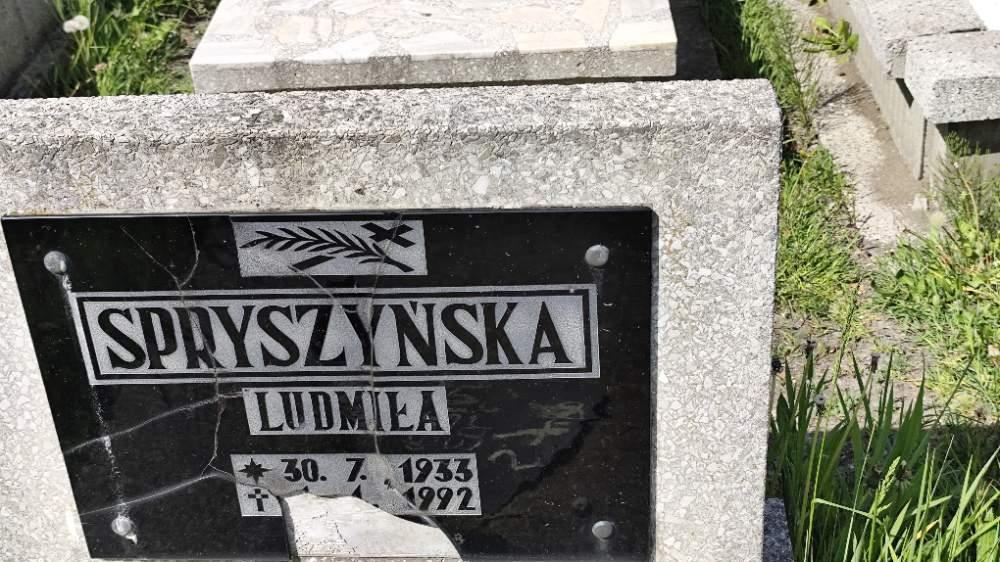 SPRYSZYŃSKA
LUDMIŁA
30. 7. 1933
1992